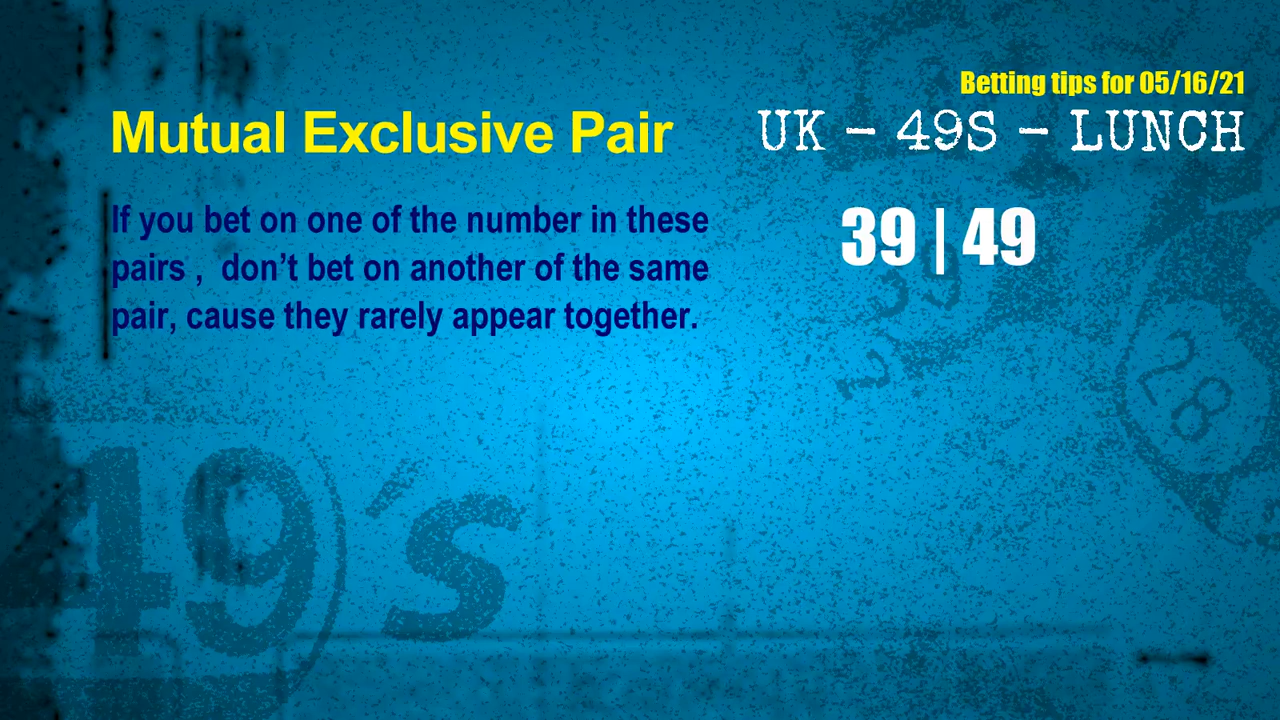 Betting tips for 05/16/21
Mutual Exclusive Pair
UK - 49S - LUNCH
If you bet on one of the number in these
pairs ,  don't bet on another of the same
pair, cause they rarely appear together.
39 | 49
39
28
49's